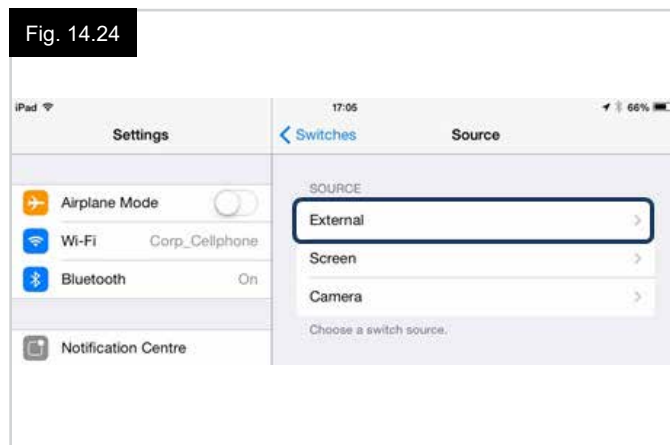 Fig. 14.24
iPad 17:05 66%
Settings
Switches Source
Airplane Mode
Wi-Fi Corp_Cellphone
Bluetooth On
Notification Centre
SOURCE
External
Screen
Camera
Choose a switch source.